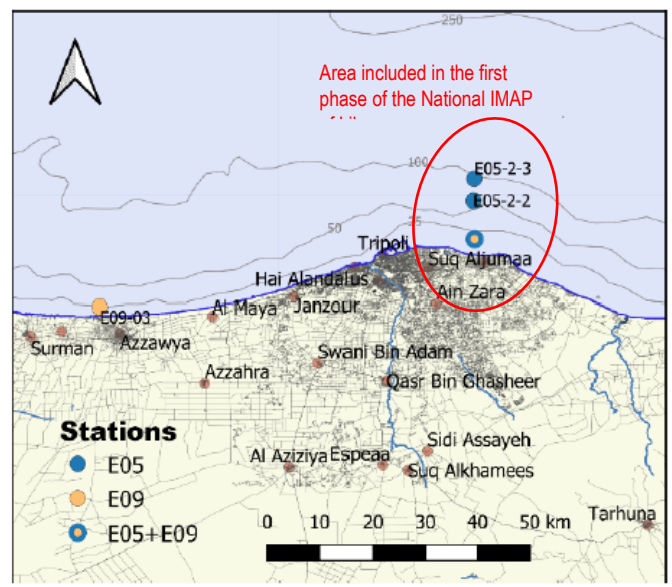 250
Area included in the first
phase of the National IMAP
100
E05-2-3
E05-2-2
50
25
Tripoli
Suq Aljumaa
Hai Alandalus
Ain Zara
Janzour
Al Maya
E09-03
Surman
Azzawya
Swani Bin Adam
Azzahra
Qasr Bin Ghasheer
Stations
E05
E09
E05+E09
Sidi Assayeh
Al Aziziya
Espeaa
Suq Alkhamees
Tarhuna
0 10 20 30 40 50 km